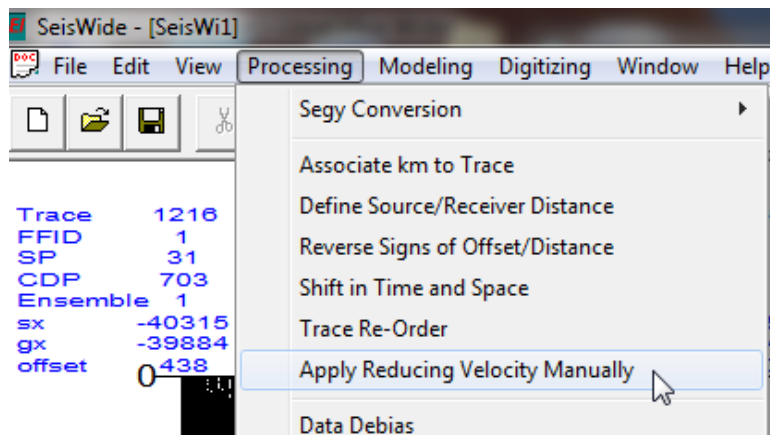 SeisWide - [SeisWi1]
File Edit View Processing Modeling Digitizing Window Help
Segy Conversion
Associate km to Trace
Define Source/Receiver Distance
Reverse Signs of Offset/Distance
Shift in Time and Space
Trace Re-Order
Apply Reducing Velocity Manually
Data Debias
Trace 1216
FFID 1
SP 31
CDP 703
Ensemble 1
sx -40315
gx -39884
offset 438
0